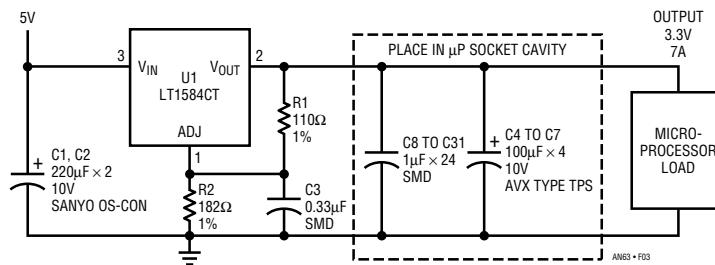 5V
3
V_IN
U1
LT1584CT
V_OUT
2
ADJ
1
+
C1, C2
220µF × 2
10V
SANYO OS-CON
R1
110Ω
1%
R2
182Ω
1%
C3
0.33µF
SMD
PLACE IN µP SOCKET CAVITY
C8 TO C31
1µF × 24
SMD
+
C4 TO C7
100µF × 4
10V
AVX TYPE TPS
OUTPUT
3.3V
7A
MICRO-
PROCESSOR
LOAD
AN63 • F03